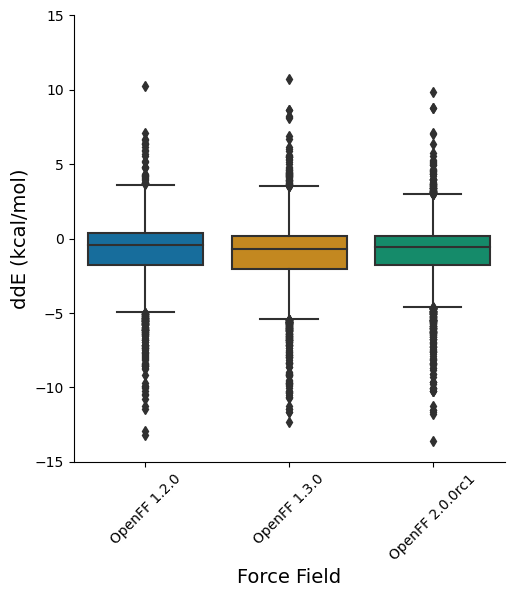 15
10
5
0
−5
−10
−15
ddE (kcal/mol)
OpenFF 1.2.0
OpenFF 1.3.0
OpenFF 2.0.0rc1
Force Field